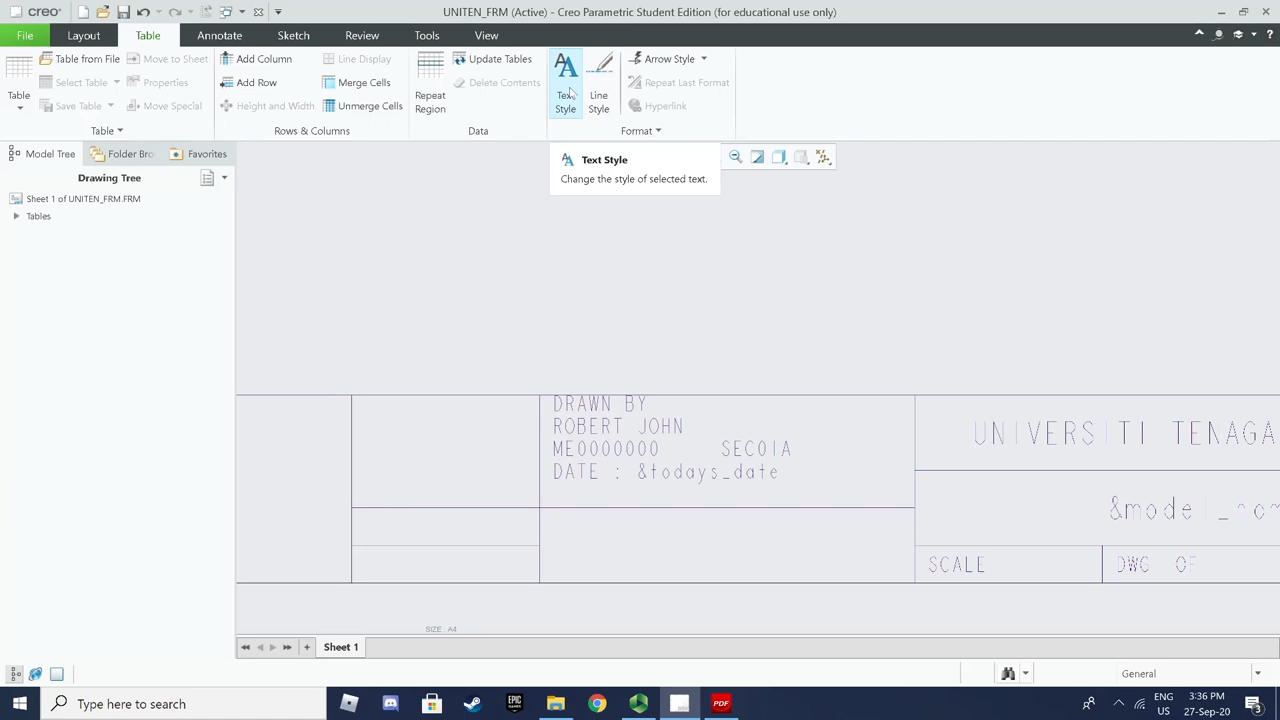 creo
UNITEN_FRM (Active) - Creo Parametric Student Edition (for educational use only)
File
Layout
Table
Annotate
Sketch
Review
Tools
View
Table
Table from File
Move to Sheet
Select Table
Properties
Save Table
Move Special
Table
Add Column
Line Display
Add Row
Merge Cells
Height and Width
Unmerge Cells
Rows & Columns
Repeat
Region
Update Tables
Delete Contents
Data
Text
Style
Line
Style
Arrow Style
Repeat Last Format
Hyperlink
Format
Model Tree
Folder Bro
Favorites
Text Style
Change the style of selected text.
Drawing Tree
Sheet 1 of UNITEN_FRM.FRM
Tables
DRAWN BY
ROBERT JOHN
ME0000000 SEC01A
DATE : &todays_date
UNIVERSITI TENAGA
SCALE
DWG OF
SIZE : A4
Sheet 1
General
Type here to search
EPIC
GAMES
PDF
ENG
US
3:36 PM
27-Sep-20